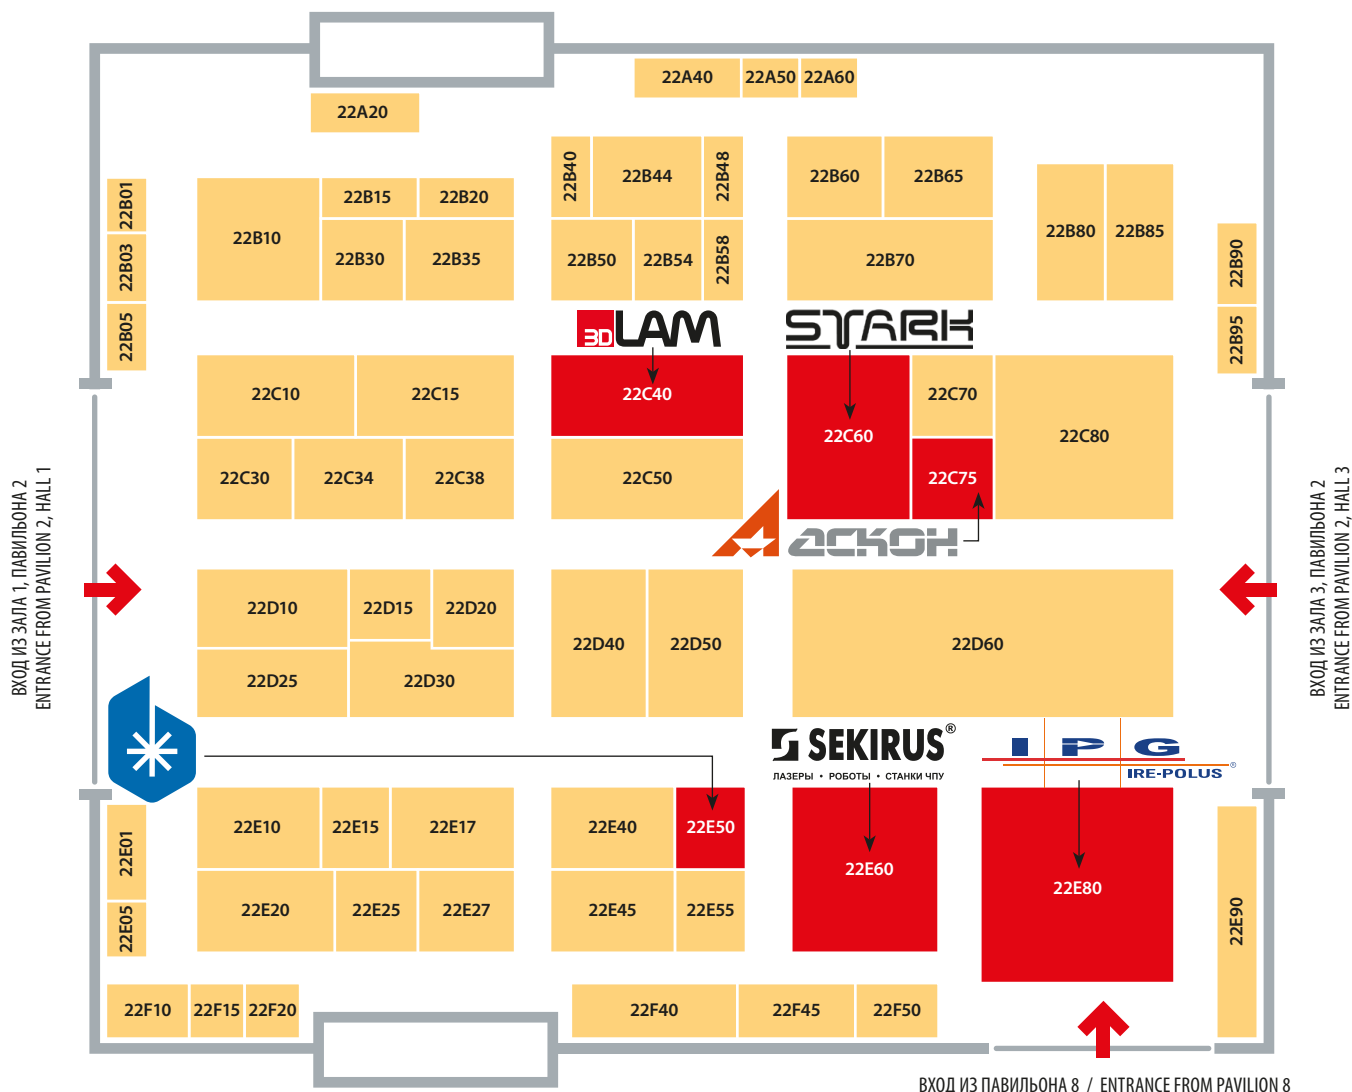 22A40 22A50 22A60
22A20
22B40 22B44 22B48 22B60 22B65
22B01 22B15 22B20 22B80 22B85
22B10
22B03 22B30 22B35 22B50 22B54 22B58 22B70 22B90
22B05 22B95
3D LAM STARK
22C10 22C15 22C40 22C70
22C60 22C80
22C30 22C34 22C38 22C50 22C75
АСКОН
ВХОД ИЗ ЗАЛА 1, ПАВИЛЬОНА 2
ENTRANCE FROM PAVILION 2, HALL 1
ВХОД ИЗ ЗАЛА 3, ПАВИЛЬОНА 2
ENTRANCE FROM PAVILION 2, HALL 3
22D10 22D15 22D20
22D40 22D50 22D60
22D25 22D30
SEKIRUS®
ЛАЗЕРЫ • РОБОТЫ • СТАНКИ ЧПУ
IPG
IRE-POLUS®
22E10 22E15 22E17 22E40 22E50
22E01 22E60
22E80
22E20 22E25 22E27 22E45 22E55
22E05 22E90
22F10 22F15 22F20 22F40 22F45 22F50
ВХОД ИЗ ПАВИЛЬОНА 8 / ENTRANCE FROM PAVILION 8